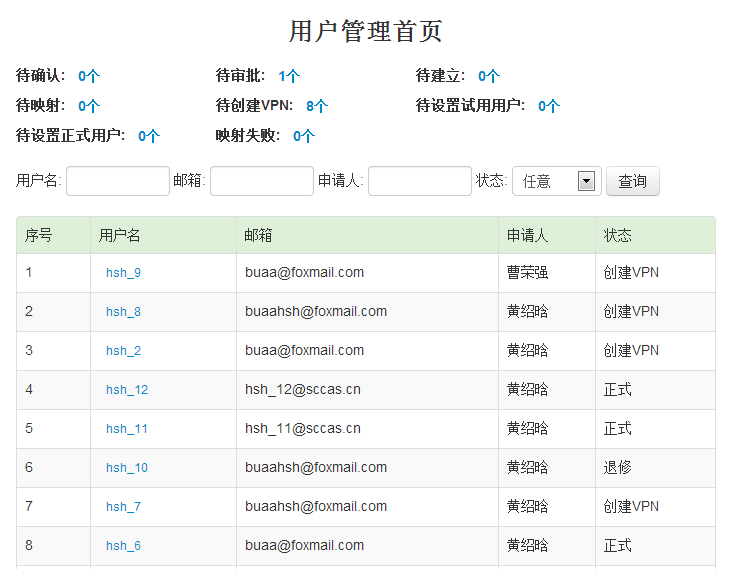 用户管理首页
待确认: 0个 待审批: 1个 待建立: 0个
待映射: 0个 待创建VPN: 8个 待设置试用用户: 0个
待设置正式用户: 0个 映射失败: 0个
用户名: 邮箱: 申请人: 状态: 任意 查询
序号 用户名 邮箱 申请人 状态
1 hsh_9 buaa@foxmail.com 曹荣强 创建VPN
2 hsh_8 buaahsh@foxmail.com 黄绍晗 创建VPN
3 hsh_2 buaa@foxmail.com 黄绍晗 创建VPN
4 hsh_12 hsh_12@sccas.cn 黄绍晗 正式
5 hsh_11 hsh_11@sccas.cn 黄绍晗 正式
6 hsh_10 buaahsh@foxmail.com 黄绍晗 退修
7 hsh_7 buaahsh@foxmail.com 黄绍晗 创建VPN
8 hsh_6 buaa@foxmail.com 黄绍晗 正式